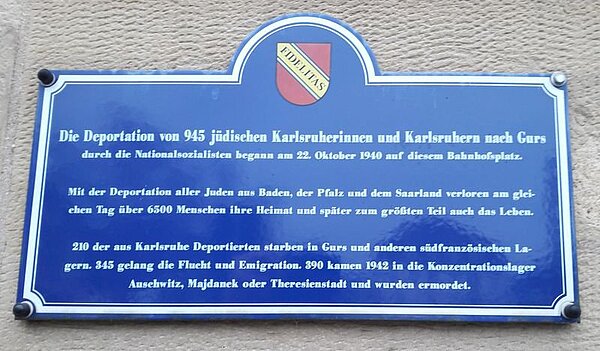 FIDELITAS
Die Deportation von 945 jüdischen Karlsruherinnen und Karlsruhern nach Gurs
durch die Nationalsozialisten begann am 22. Oktober 1940 auf diesem Bahnhofsplatz.
Mit der Deportation aller Juden aus Baden, der Pfalz und dem Saarland verloren am glei-
chen Tag über 6500 Menschen ihre Heimat und später zum größten Teil auch das Leben.
210 der aus Karlsruhe Deportierten starben in Gurs und anderen südfranzösischen La-
gern. 345 gelang die Flucht und Emigration. 390 kamen 1942 in die Konzentrationslager
Auschwitz, Majdanek oder Theresienstadt und wurden ermordet.